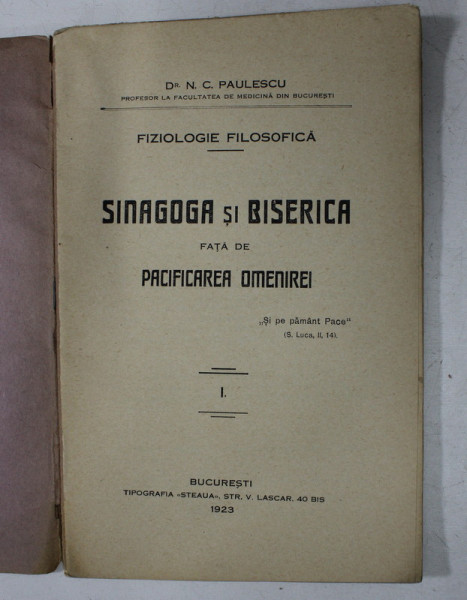 DR. N. C. PAULESCU
PROFESOR LA FACULTATEA DE MEDICINĂ DIN BUCUREȘTI
FIZIOLOGIE FILOSOFICĂ
SINAGOGA ȘI BISERICA
FAȚĂ DE
PACIFICAREA OMENIREI
„Și pe pământ Pace“
(S. Luca, II, 14).
I.
BUCUREȘTI
TIPOGRAFIA «STEAUA», STR. V. LASCAR. 40 BIS
1923